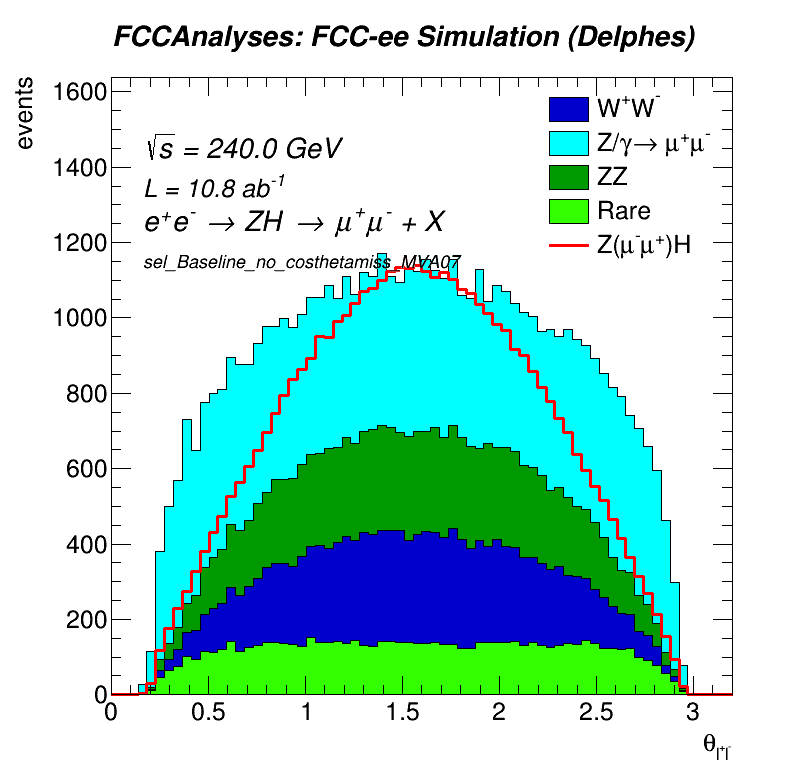 FCCAnalyses: FCC-ee Simulation (Delphes)
events
1600
1400
1200
1000
800
600
400
200
0
√s = 240.0 GeV
L = 10.8 ab⁻¹
e⁺e⁻ → ZH → μ⁺μ⁻ + X
sel_Baseline_no_costhetamiss_MVA07
W⁺W⁻
Z/γ→ μ⁺μ⁻
ZZ
Rare
Z(μ⁻μ⁺)H
0 0.5 1 1.5 2 2.5 3
θ_l⁺l⁻